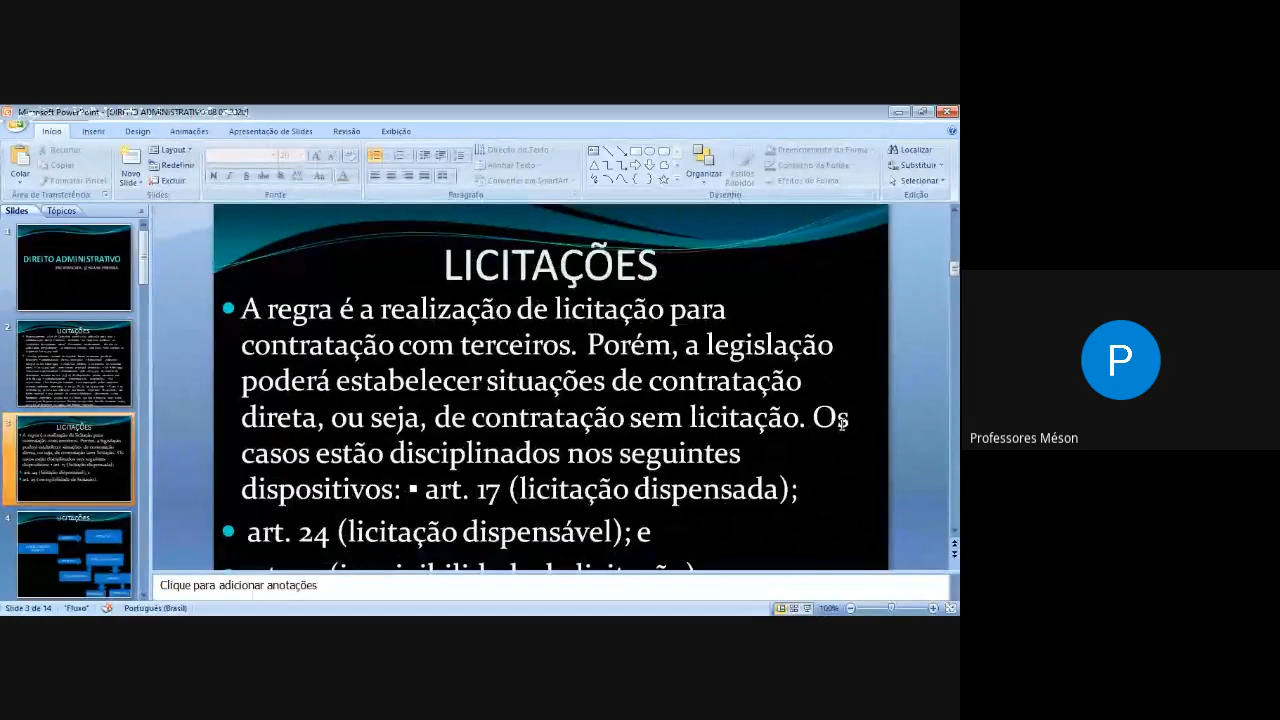 Microsoft PowerPoint - [DIREITO ADMINISTRATIVO 08.05.2020]
Início Inserir Design Animações Apresentação de Slides Revisão Exibição
Colar
Recortar
Copiar
Formatar Pincel
Área de Transferência
Novo Slide
Layout
Redefinir
Excluir
Slides
Fonte
Direção do Texto
Alinhar Texto
Converter em SmartArt
Parágrafo
Organizar
Estilos Rápidos
Preenchimento da Forma
Contorno da Forma
Efeitos de Forma
Desenho
Localizar
Substituir
Selecionar
Edição
Slides Tópicos
1
DIREITO ADMINISTRATIVO
2
LICITAÇÕES
3
LICITAÇÕES
4
LICITAÇÕES
LICITAÇÕES
A regra é a realização de licitação para
contratação com terceiros. Porém, a legislação
poderá estabelecer situações de contratação
direta, ou seja, de contratação sem licitação. Os
casos estão disciplinados nos seguintes
dispositivos: ▪ art. 17 (licitação dispensada);
art. 24 (licitação dispensável); e
Clique para adicionar anotações
Slide 3 de 14 "Fluxo" Português (Brasil) 100%
P
Professores Méson